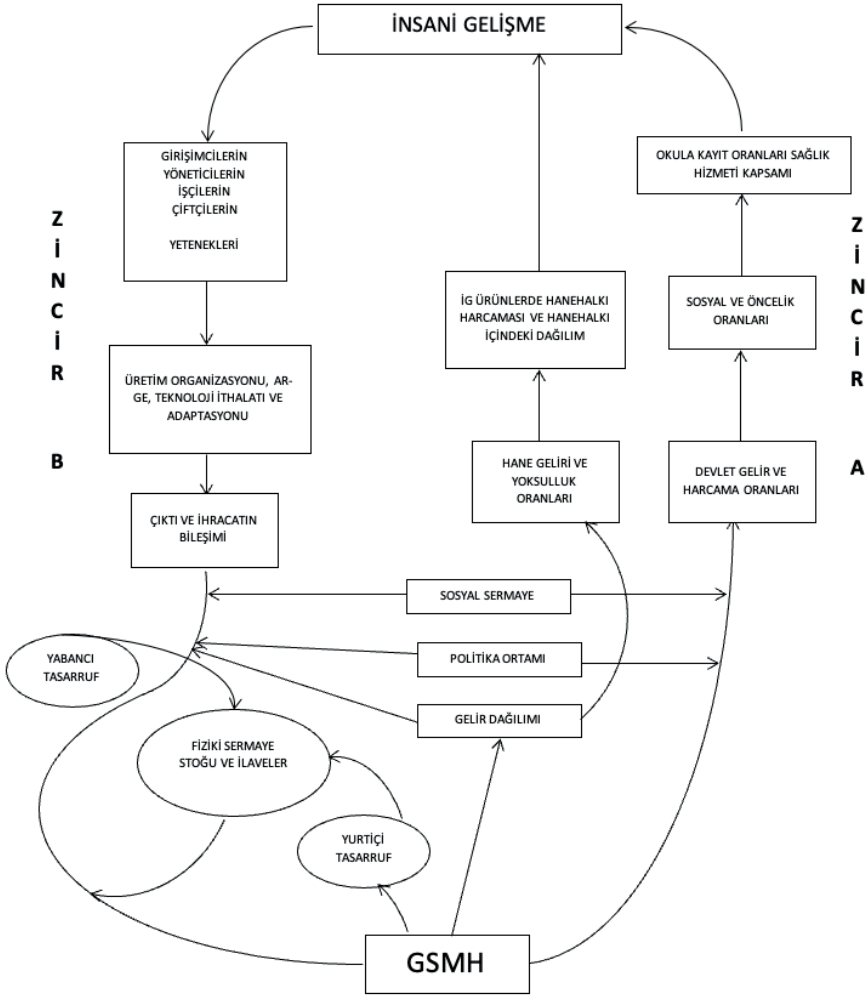 İNSANİ GELİŞME
GİRİŞİMCİLERİN
YÖNETİCİLERİN
İŞÇİLERİN
ÇİFTÇİLERİN
YETENEKLERİ
OKULA KAYIT ORANLARI SAĞLIK
HİZMETİ KAPSAMI
ZİNCİR B
ZİNCİR A
İG ÜRÜNLERDE HANEHALKI
HARCAMASI VE HANEHALKI
İÇİNDEKİ DAĞILIM
SOSYAL VE ÖNCELİK
ORANLARI
ÜRETİM ORGANİZASYONU, AR-
GE, TEKNOLOJİ İTHALATI VE
ADAPTASYONU
HANE GELİRİ VE
YOKSULLUK
ORANLARI
DEVLET GELİR VE
HARCAMA ORANLARI
ÇIKTI VE İHRACATIN
BİLEŞİMİ
SOSYAL SERMAYE
POLİTİKA ORTAMI
YABANCI
TASARRUF
GELİR DAĞILIMI
FİZİKİ SERMAYE
STOĞU VE İLAVELER
YURTİÇİ
TASARRUF
GSMH